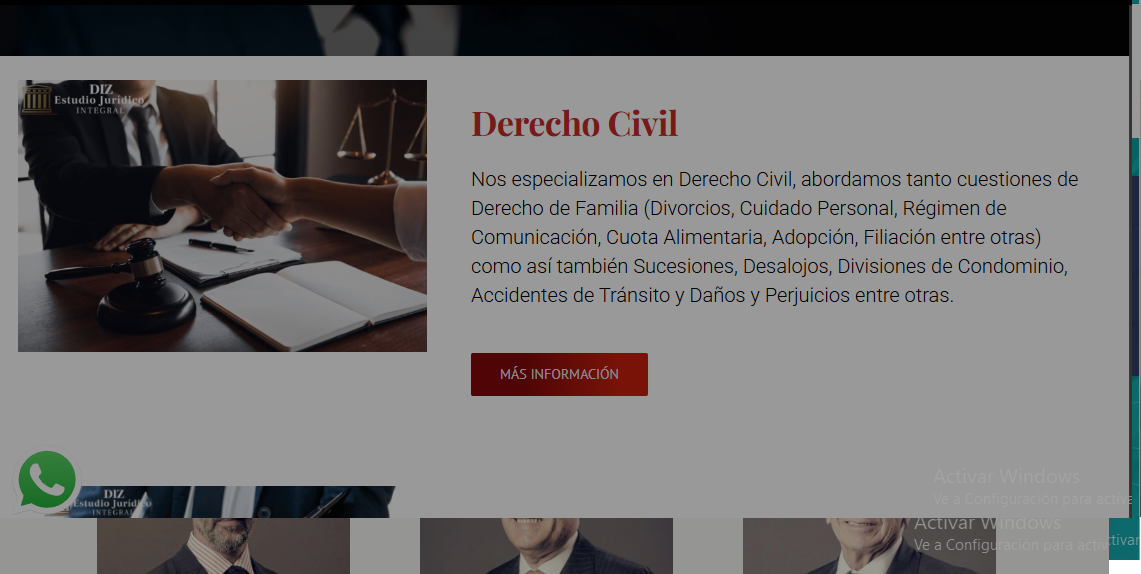 DIZ
Estudio Jurídico
INTEGRAL
Derecho Civil
Nos especializamos en Derecho Civil, abordamos tanto cuestiones de
Derecho de Familia (Divorcios, Cuidado Personal, Régimen de
Comunicación, Cuota Alimentaria, Adopción, Filiación entre otras)
como así también Sucesiones, Desalojos, Divisiones de Condominio,
Accidentes de Tránsito y Daños y Perjuicios entre otras.
MÁS INFORMACIÓN
DIZ
Estudio Jurídico
INTEGRAL
Activar Windows
Ve a Configuración para activa
Activar Windows
Ve a Configuración para activ
ctivar